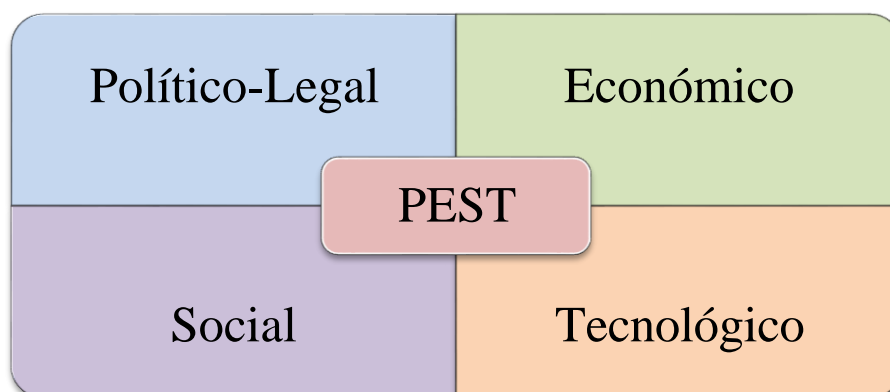 Político-Legal
Económico
PEST
Social
Tecnológico